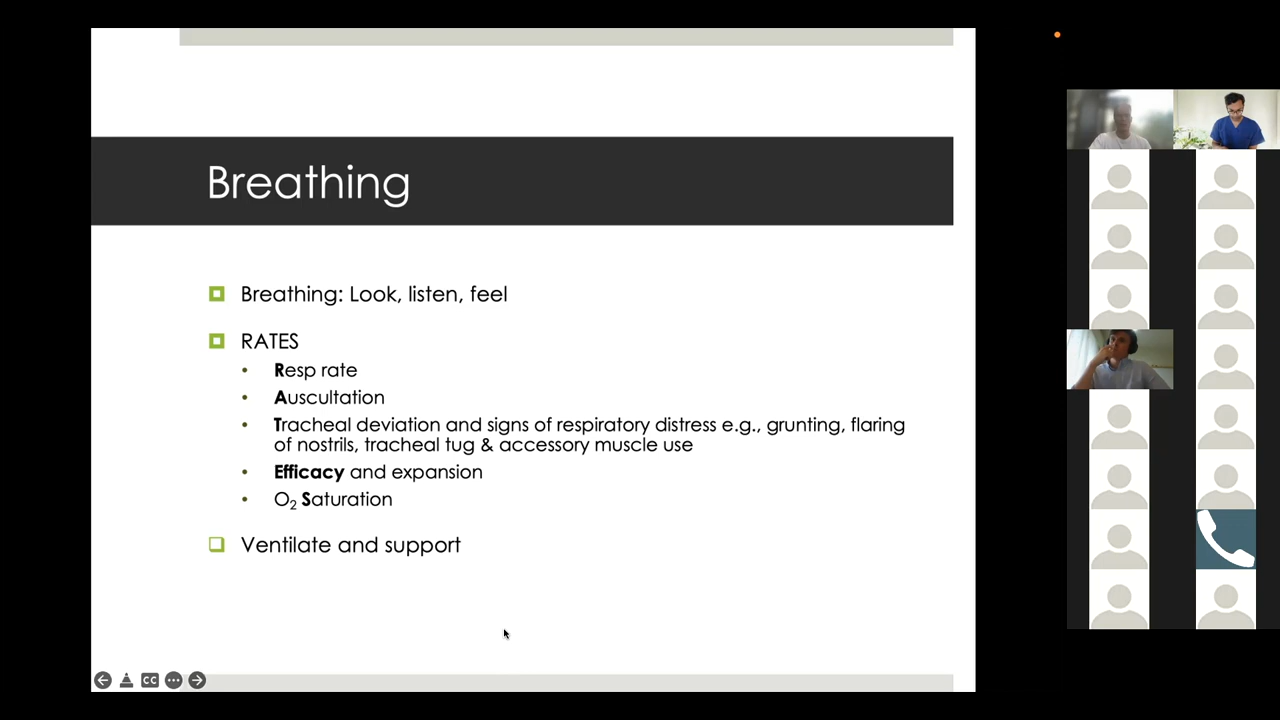 Breathing
Breathing: Look, listen, feel
RATES
Resp rate
Auscultation
Tracheal deviation and signs of respiratory distress e.g., grunting, flaring
of nostrils, tracheal tug & accessory muscle use
Efficacy and expansion
O₂ Saturation
Ventilate and support
CC